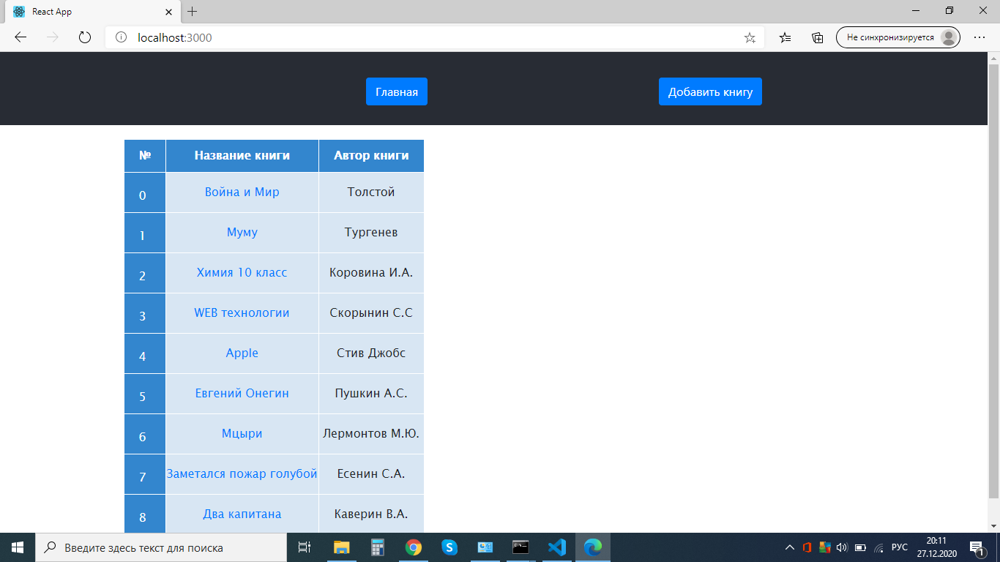 React App
localhost:3000
Не синхронизируется
Главная
Добавить книгу
№ Название книги Автор книги
0 Война и Мир Толстой
1 Муму Тургенев
2 Химия 10 класс Коровина И.А.
3 WEB технологии Скорынин С.С
4 Apple Стив Джобс
5 Евгений Онегин Пушкин А.С.
6 Мцыри Лермонтов М.Ю.
7 Заметался пожар голубой Есенин С.А.
8 Два капитана Каверин В.А.
Введите здесь текст для поиска
РУС
20:11
27.12.2020
1